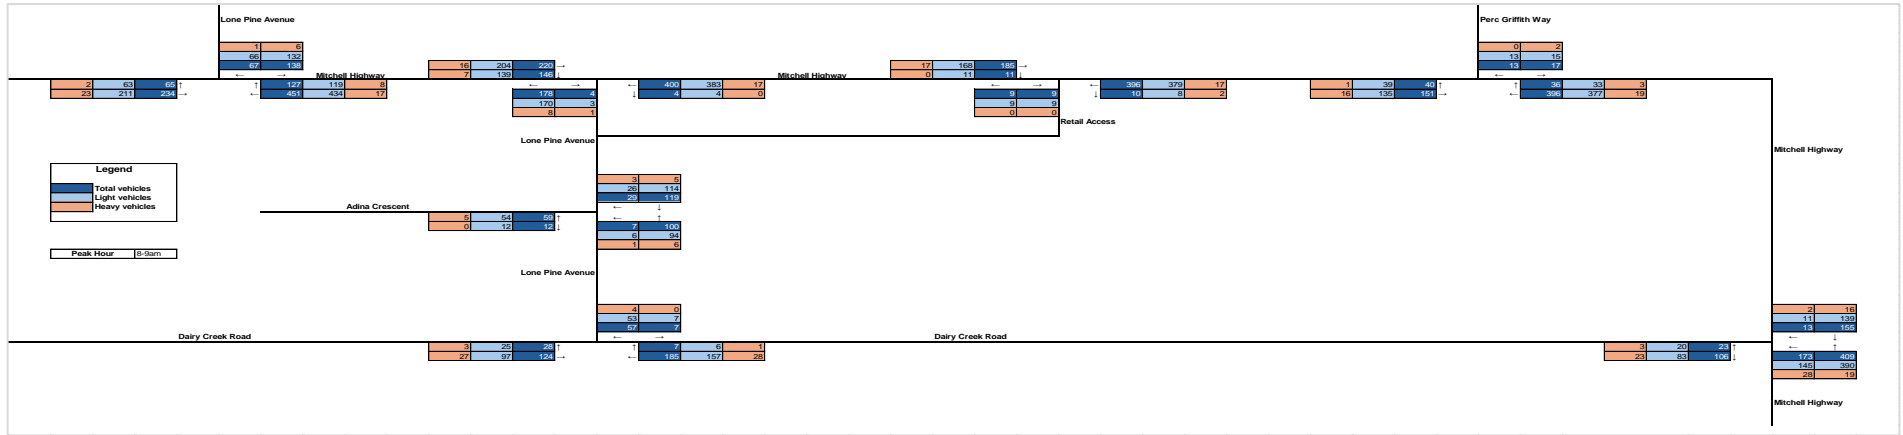 Lone Pine Avenue
Perc Griffith Way
1 6
66 132
67 138
← →
Mitchell Highway
16 204 220 →
7 139 146 ↓
Mitchell Highway
17 168 185 →
0 11 11 ↓
0 2
13 15
13 17
← →
2 63 65 ↑
23 211 234 →
↑ 127 119 8
← 451 434 17
← →
178 4
170 3
8 1
← 400 383 17
↓ 4 4 0
← →
9 9
9 9
0 0
← 396 379 17
↓ 10 8 2
1 39 40 ↑
16 135 151 →
↑ 36 33 3
← 396 377 19
Retail Access
Lone Pine Avenue
Mitchell Highway
Legend
Total vehicles
Light vehicles
Heavy vehicles
3 5
26 114
29 119
← ↓
Adina Crescent
5 54 59 ↑
0 12 12 ↓
← ↑
7 100
6 94
1 6
Peak Hour 8-9am
Lone Pine Avenue
4 0
53 7
57 7
← →
2 16
11 139
13 155
← ↓
Dairy Creek Road
Dairy Creek Road
3 25 28 ↑
27 97 124 →
↑ 7 6 1
← 185 157 28
3 20 23 ↑
23 83 106 ↓
← ↑
173 409
145 390
28 19
Mitchell Highway